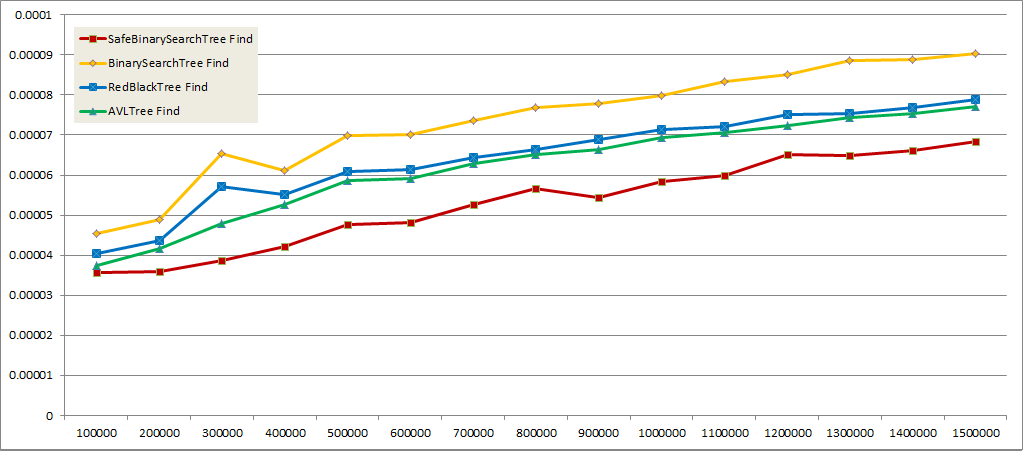 0.0001
0.00009
0.00008
0.00007
0.00006
0.00005
0.00004
0.00003
0.00002
0.00001
0
SafeBinarySearchTree Find
BinarySearchTree Find
RedBlackTree Find
AVLTree Find
100000 200000 300000 400000 500000 600000 700000 800000 900000 1000000 1100000 1200000 1300000 1400000 1500000